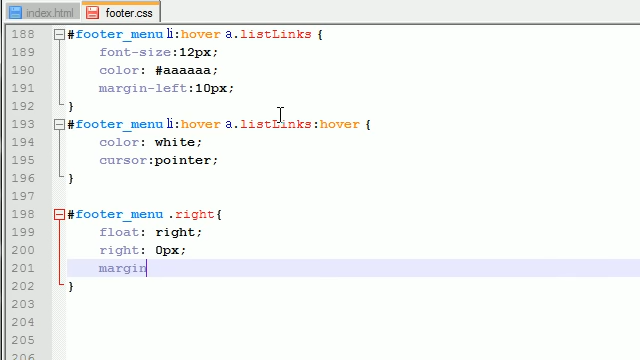 index.html footer.css
188 #footer_menu li:hover a.listLinks {
189 font-size:12px;
190 color: #aaaaaa;
191 margin-left:10px;
192 }
193 #footer_menu li:hover a.listLinks:hover {
194 color: white;
195 cursor:pointer;
196 }
197
198 #footer_menu .right{
199 float: right;
200 right: 0px;
201 margin
202 }
203
204
205
206